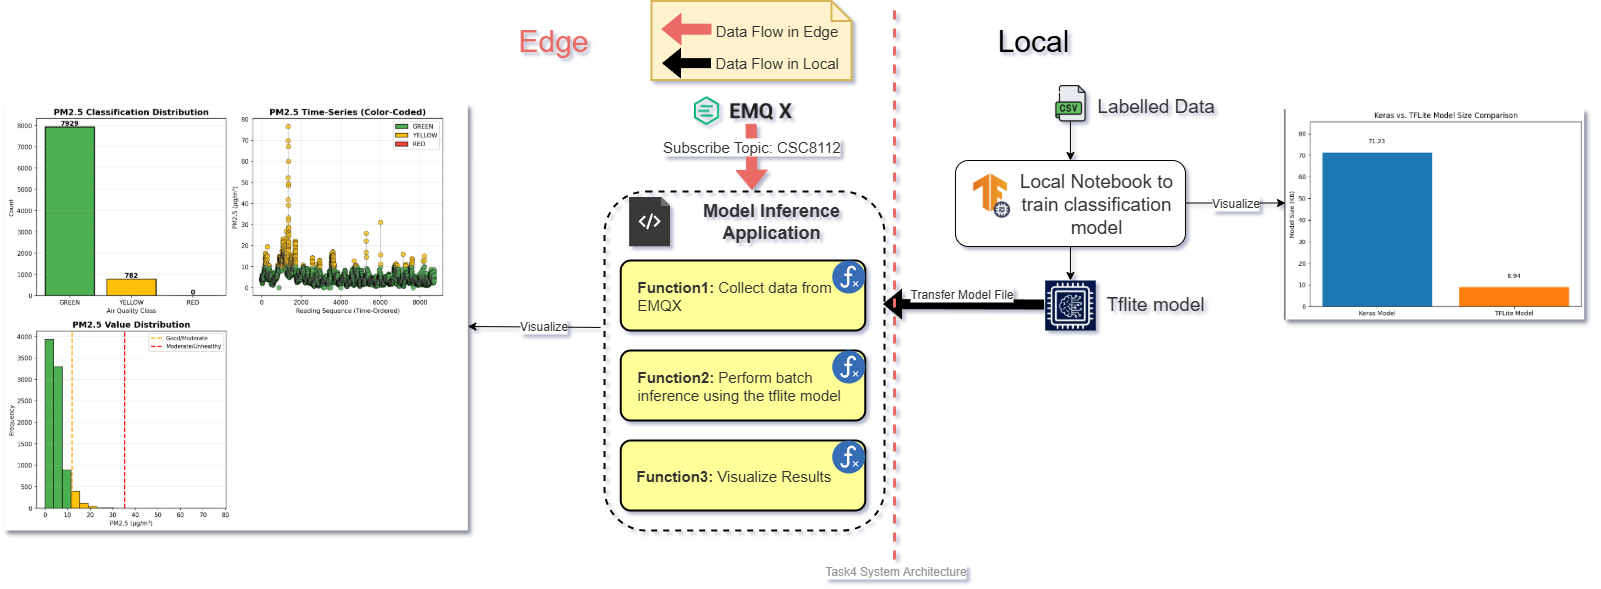 Edge
Data Flow in Edge
Data Flow in Local
Local
EMQ X
Subscribe Topic: CSC8112
Model Inference
Application
</>
Function1: Collect data from
EMQX
Function2: Perform batch
inference using the tflite model
Function3: Visualize Results
Visualize
PM2.5 Classification Distribution
Count
8000
7000
6000
5000
4000
3000
2000
1000
0
7929
782
0
GREEN
YELLOW
RED
Air Quality Class
PM2.5 Time-Series (Color-Coded)
GREEN
YELLOW
RED
PM2.5 (µg/m³)
80
70
60
50
40
30
20
10
0
0
2000
4000
6000
8000
Reading Sequence (Time-Ordered)
PM2.5 Value Distribution
Good/Moderate
Moderate/Unhealthy
Frequency
4000
3500
3000
2500
2000
1500
1000
500
0
0
10
20
30
40
50
60
70
80
PM2.5 (µg/m³)
CSV
Labelled Data
Local Notebook to
train classification
model
Visualize
Transfer Model File
Tflite model
Keras vs. TFLite Model Size Comparison
Model Size (KB)
80
70
60
50
40
30
20
10
0
71.23
8.94
Keras Model
TFLite Model
Task4 System Architecture